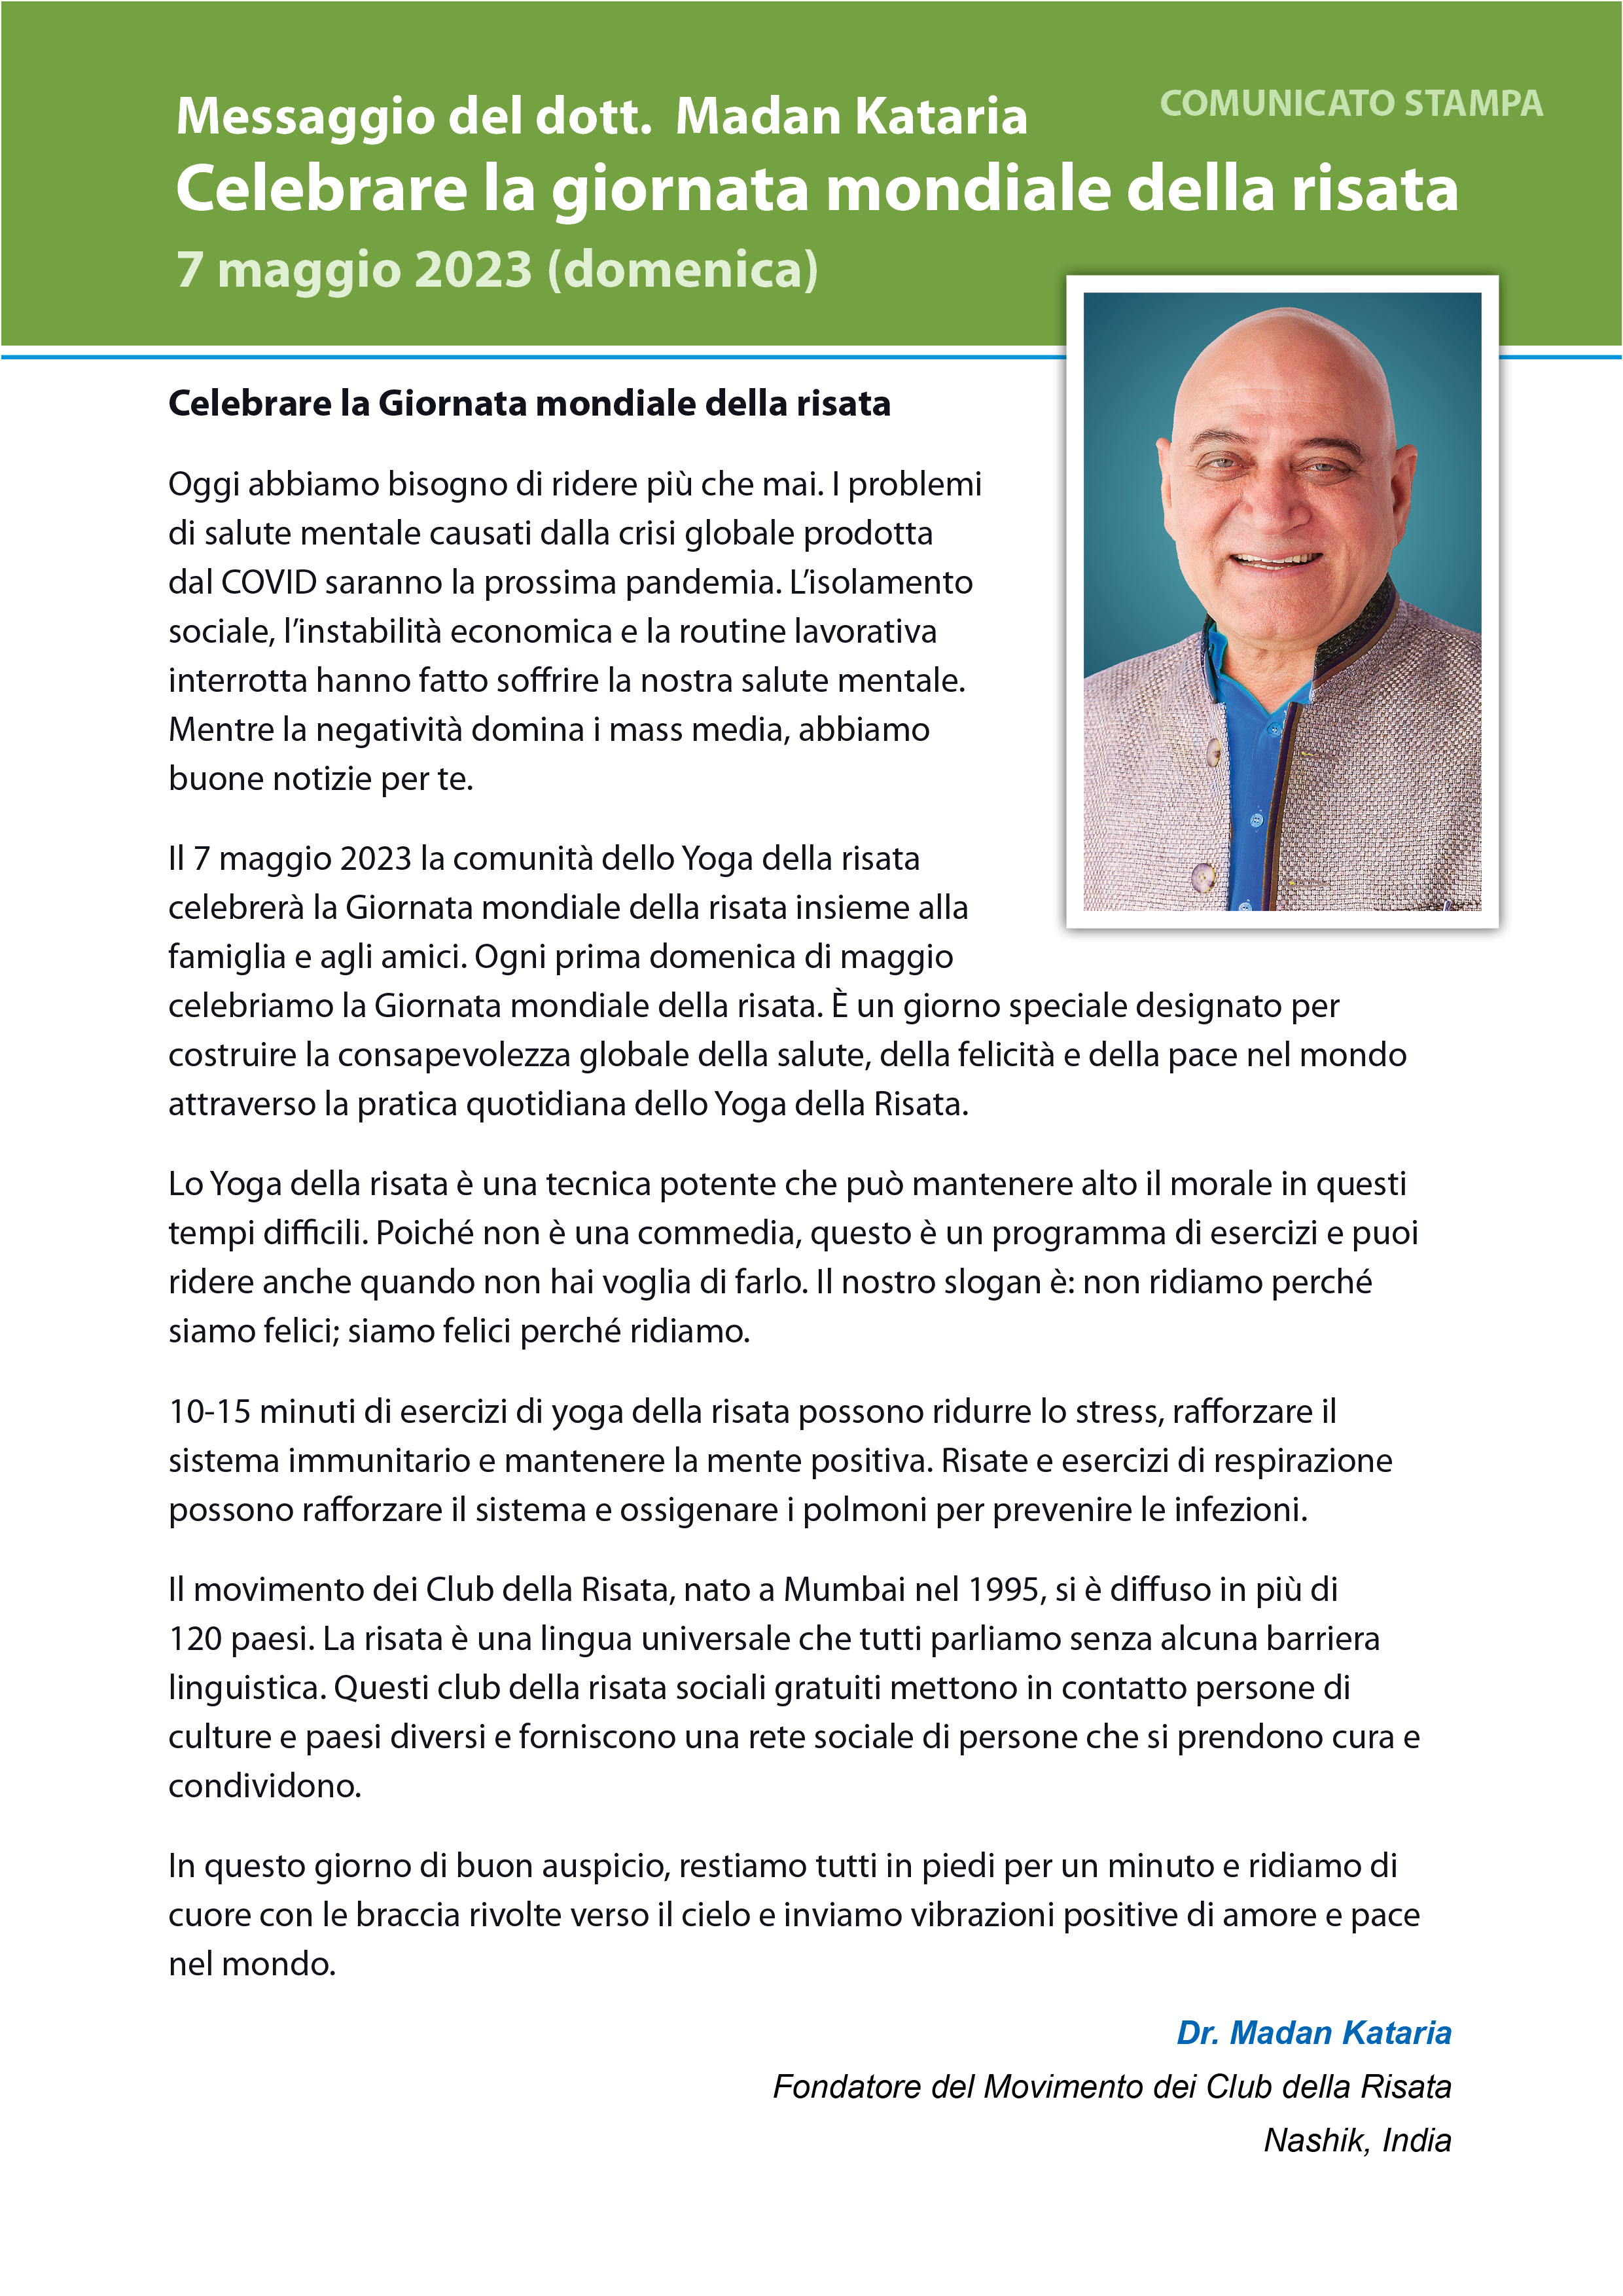 COMUNICATO STAMPA
Messaggio del dott.  Madan Kataria
Celebrare la giornata mondiale della risata
7 maggio 2023 (domenica)
Celebrare la Giornata mondiale della risata
Oggi abbiamo bisogno di ridere più che mai. I problemi
di salute mentale causati dalla crisi globale prodotta
dal COVID saranno la prossima pandemia. L’isolamento
sociale, l’instabilità economica e la routine lavorativa
interrotta hanno fatto soffrire la nostra salute mentale.
Mentre la negatività domina i mass media, abbiamo
buone notizie per te.
Il 7 maggio 2023 la comunità dello Yoga della risata
celebrerà la Giornata mondiale della risata insieme alla
famiglia e agli amici. Ogni prima domenica di maggio
celebriamo la Giornata mondiale della risata. È un giorno speciale designato per
costruire la consapevolezza globale della salute, della felicità e della pace nel mondo
attraverso la pratica quotidiana dello Yoga della Risata.
Lo Yoga della risata è una tecnica potente che può mantenere alto il morale in questi
tempi difficili. Poiché non è una commedia, questo è un programma di esercizi e puoi
ridere anche quando non hai voglia di farlo. Il nostro slogan è: non ridiamo perché
siamo felici; siamo felici perché ridiamo.
10-15 minuti di esercizi di yoga della risata possono ridurre lo stress, rafforzare il
sistema immunitario e mantenere la mente positiva. Risate e esercizi di respirazione
possono rafforzare il sistema e ossigenare i polmoni per prevenire le infezioni.
Il movimento dei Club della Risata, nato a Mumbai nel 1995, si è diffuso in più di
120 paesi. La risata è una lingua universale che tutti parliamo senza alcuna barriera
linguistica. Questi club della risata sociali gratuiti mettono in contatto persone di
culture e paesi diversi e forniscono una rete sociale di persone che si prendono cura e
condividono.
In questo giorno di buon auspicio, restiamo tutti in piedi per un minuto e ridiamo di
cuore con le braccia rivolte verso il cielo e inviamo vibrazioni positive di amore e pace
nel mondo.
Dr. Madan Kataria
Fondatore del Movimento dei Club della Risata
Nashik, India